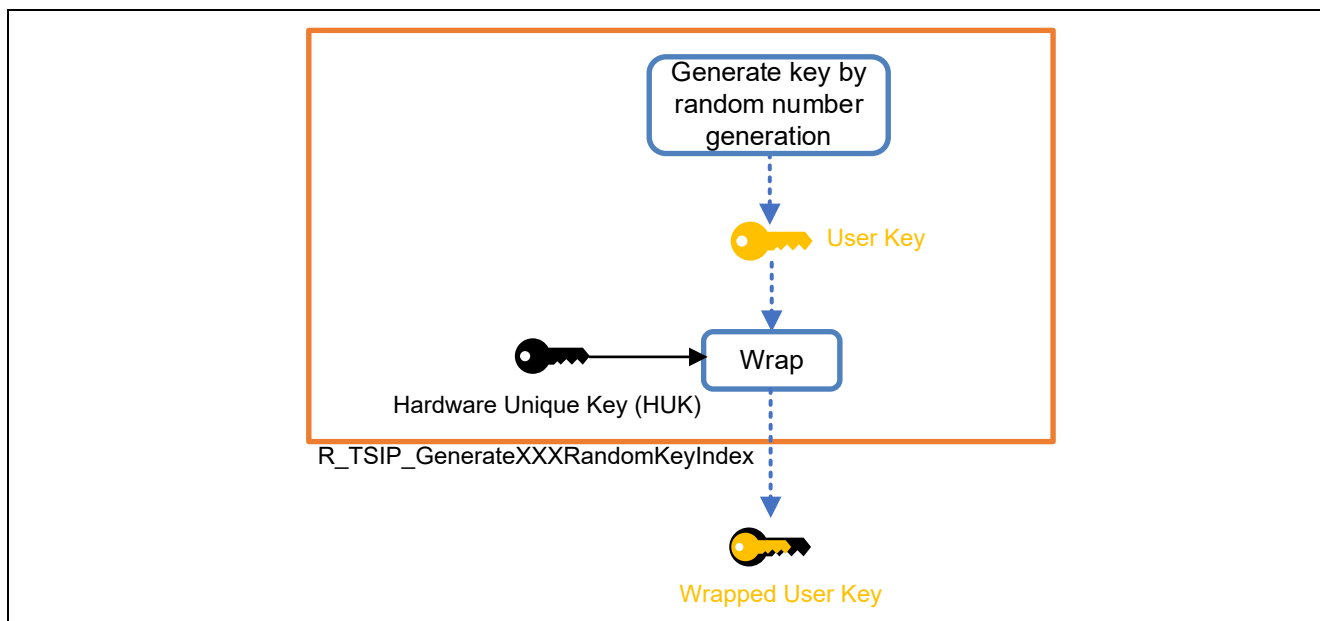 Generate key by
random number
generation
User Key
Wrap
Hardware Unique Key (HUK)
R_TSIP_GenerateXXXRandomKeyIndex
Wrapped User Key